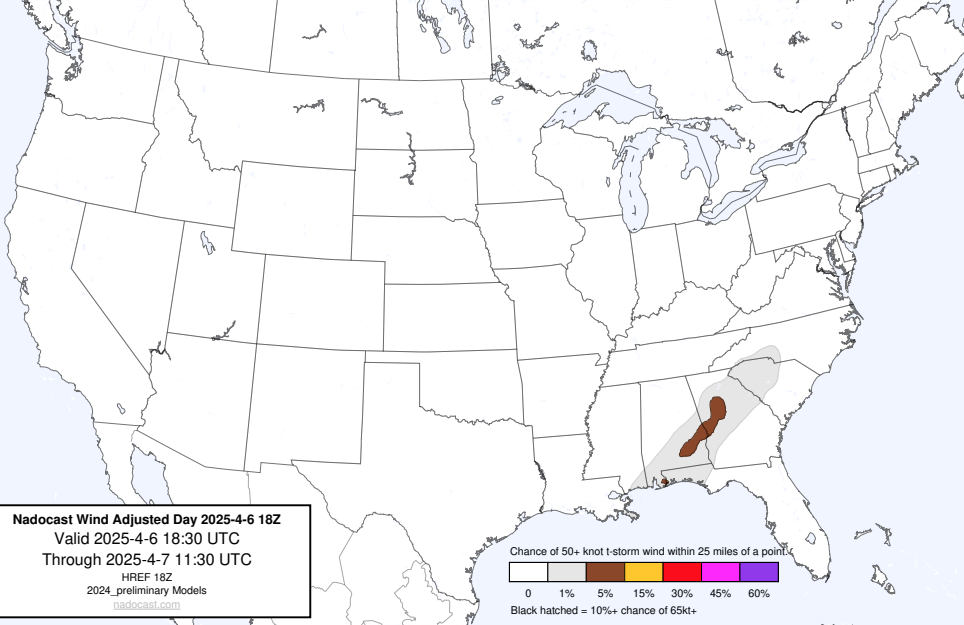 Nadocast Wind Adjusted Day 2025-4-6 18Z
Valid 2025-4-6 18:30 UTC
Through 2025-4-7 11:30 UTC
HREF 18Z
2024_preliminary Models
nadocast.com
Chance of 50+ knot t-storm wind within 25 miles of a point.
0 1% 5% 15% 30% 45% 60%
Black hatched = 10%+ chance of 65kt+